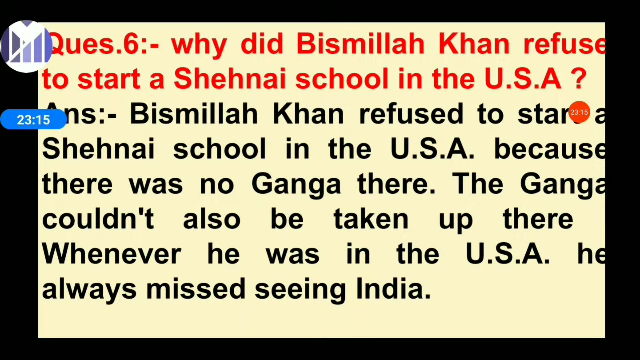 Ques.6:- why did Bismillah Khan refuse
to start a Shehnai school in the U.S.A ?
Ans:- Bismillah Khan refused to start a
23:15
23:15
Shehnai school in the U.S.A. because
there was no Ganga there. The Ganga
couldn't also be taken up there
Whenever he was in the U.S.A. he
always missed seeing India.